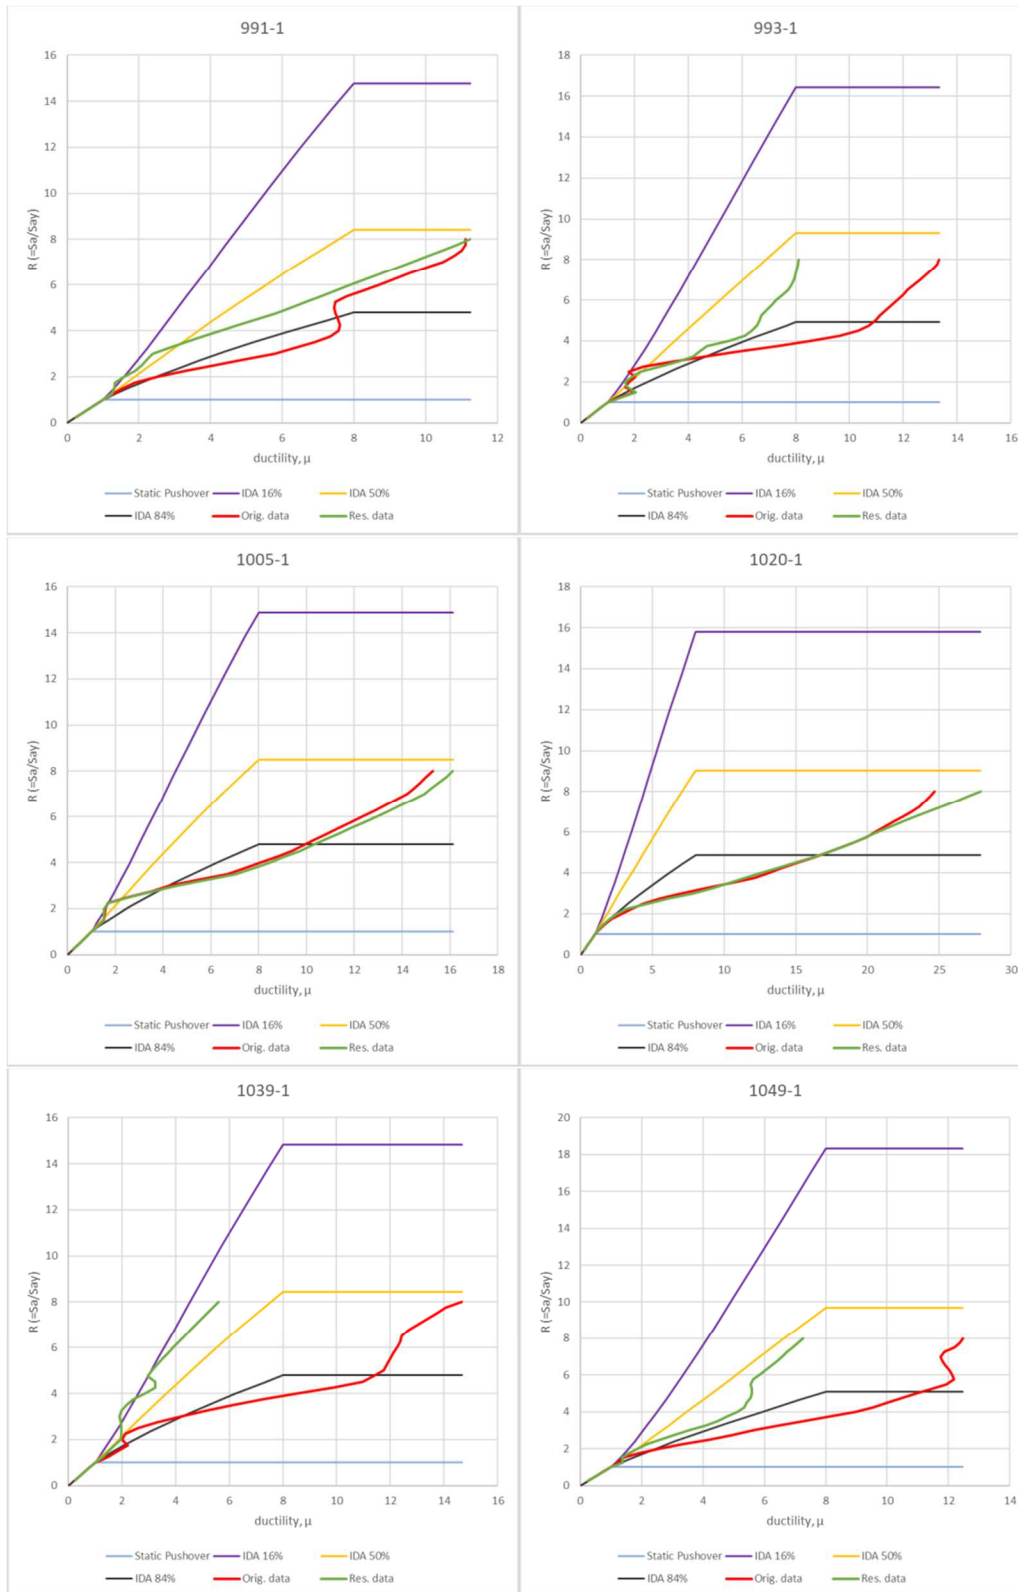 991-1
R (=Sa/Say)
16
14
12
10
8
6
4
2
0
0 2 4 6 8 10 12
ductility, μ
Static Pushover IDA 16% IDA 50%
IDA 84% Orig. data Res. data
993-1
R (=Sa/Say)
18
16
14
12
10
8
6
4
2
0
0 2 4 6 8 10 12 14 16
ductility, μ
Static Pushover IDA 16% IDA 50%
IDA 84% Orig. data Res. data
1005-1
R (=Sa/Say)
16
14
12
10
8
6
4
2
0
0 2 4 6 8 10 12 14 16 18
ductility, μ
Static Pushover IDA 16% IDA 50%
IDA 84% Orig. data Res. data
1020-1
R (=Sa/Say)
18
16
14
12
10
8
6
4
2
0
0 5 10 15 20 25 30
ductility, μ
Static Pushover IDA 16% IDA 50%
IDA 84% Orig. data Res. data
1039-1
R (=Sa/Say)
16
14
12
10
8
6
4
2
0
0 2 4 6 8 10 12 14 16
ductility, μ
Static Pushover IDA 16% IDA 50%
IDA 84% Orig. data Res. data
1049-1
R (=Sa/Say)
20
18
16
14
12
10
8
6
4
2
0
0 2 4 6 8 10 12 14
ductility, μ
Static Pushover IDA 16% IDA 50%
IDA 84% Orig. data Res. data